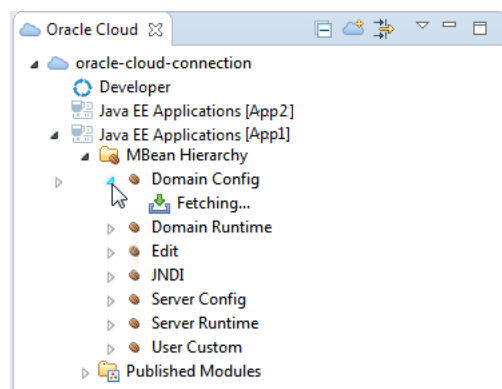 Oracle Cloud
oracle-cloud-connection
Developer
Java EE Applications [App2]
Java EE Applications [App1]
MBean Hierarchy
Domain Config
Fetching...
Domain Runtime
Edit
JNDI
Server Config
Server Runtime
User Custom
Published Modules